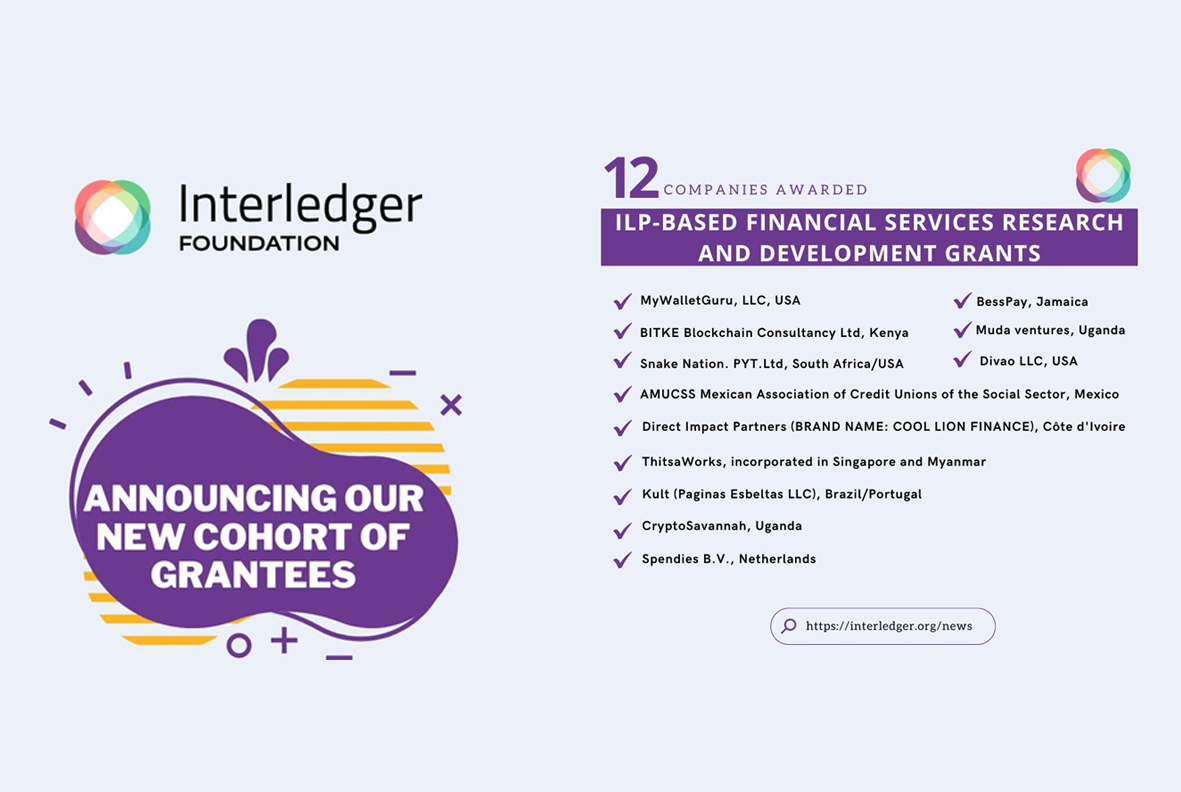 Interledger
FOUNDATION
ANNOUNCING OUR
NEW COHORT OF
GRANTEES
12 COMPANIES AWARDED
ILP-BASED FINANCIAL SERVICES RESEARCH
AND DEVELOPMENT GRANTS
MyWalletGuru, LLC, USA
BITKE Blockchain Consultancy Ltd, Kenya
Snake Nation. PYT.Ltd, South Africa/USA
BessPay, Jamaica
Muda ventures, Uganda
Divao LLC, USA
AMUCSS Mexican Association of Credit Unions of the Social Sector, Mexico
Direct Impact Partners (BRAND NAME: COOL LION FINANCE), Côte d'Ivoire
ThitsaWorks, incorporated in Singapore and Myanmar
Kult (Paginas Esbeltas LLC), Brazil/Portugal
CryptoSavannah, Uganda
Spendies B.V., Netherlands
https://interledger.org/news